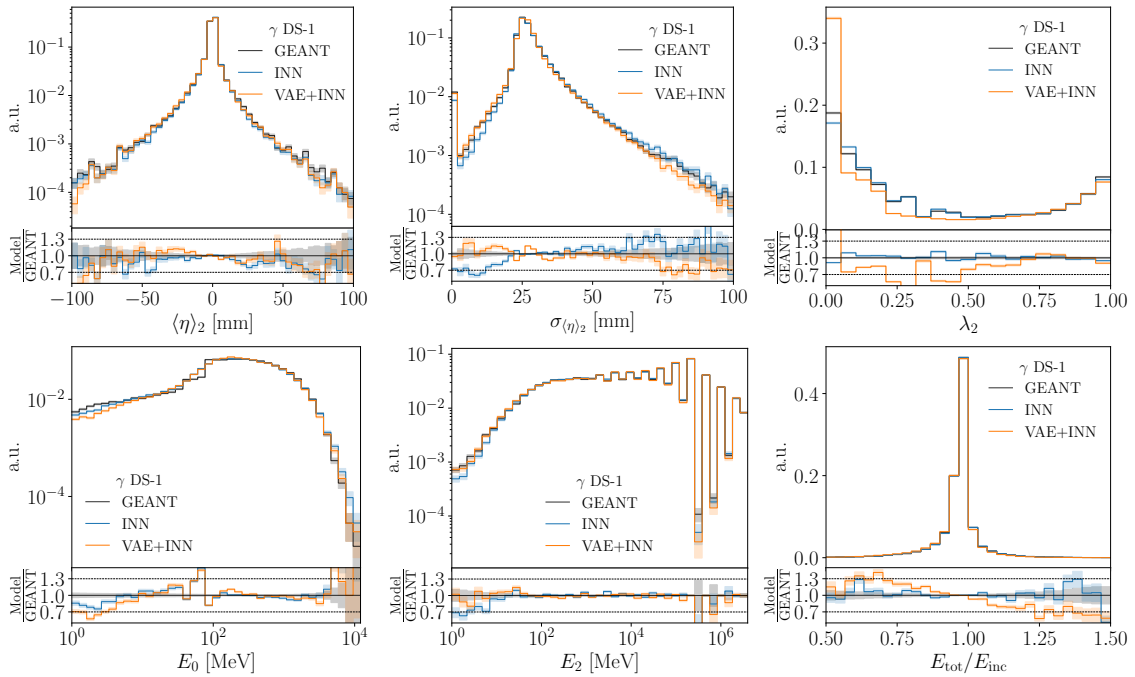 γ DS-1
GEANT
INN
VAE+INN
a.u.
10⁻¹
10⁻²
10⁻³
10⁻⁴
Model
GEANT
1.3
1.0
0.7
−100 −50 0 50 100
⟨η⟩₂ [mm]
γ DS-1
GEANT
INN
VAE+INN
a.u.
10⁻¹
10⁻²
10⁻³
10⁻⁴
Model
GEANT
1.3
1.0
0.7
0 25 50 75 100
σ⟨η⟩₂ [mm]
γ DS-1
GEANT
INN
VAE+INN
a.u.
0.3
0.2
0.1
0.0
Model
GEANT
1.3
1.0
0.7
0.00 0.25 0.50 0.75 1.00
λ₂
γ DS-1
GEANT
INN
VAE+INN
a.u.
10⁻²
10⁻⁴
Model
GEANT
1.3
1.0
0.7
10⁰ 10² 10⁴
E₀ [MeV]
γ DS-1
GEANT
INN
VAE+INN
a.u.
10⁻¹
10⁻²
10⁻³
10⁻⁴
Model
GEANT
1.3
1.0
0.7
10⁰ 10² 10⁴ 10⁶
E₂ [MeV]
γ DS-1
GEANT
INN
VAE+INN
a.u.
0.4
0.2
0.0
Model
GEANT
1.3
1.0
0.7
0.50 0.75 1.00 1.25 1.50
E_tot/E_inc